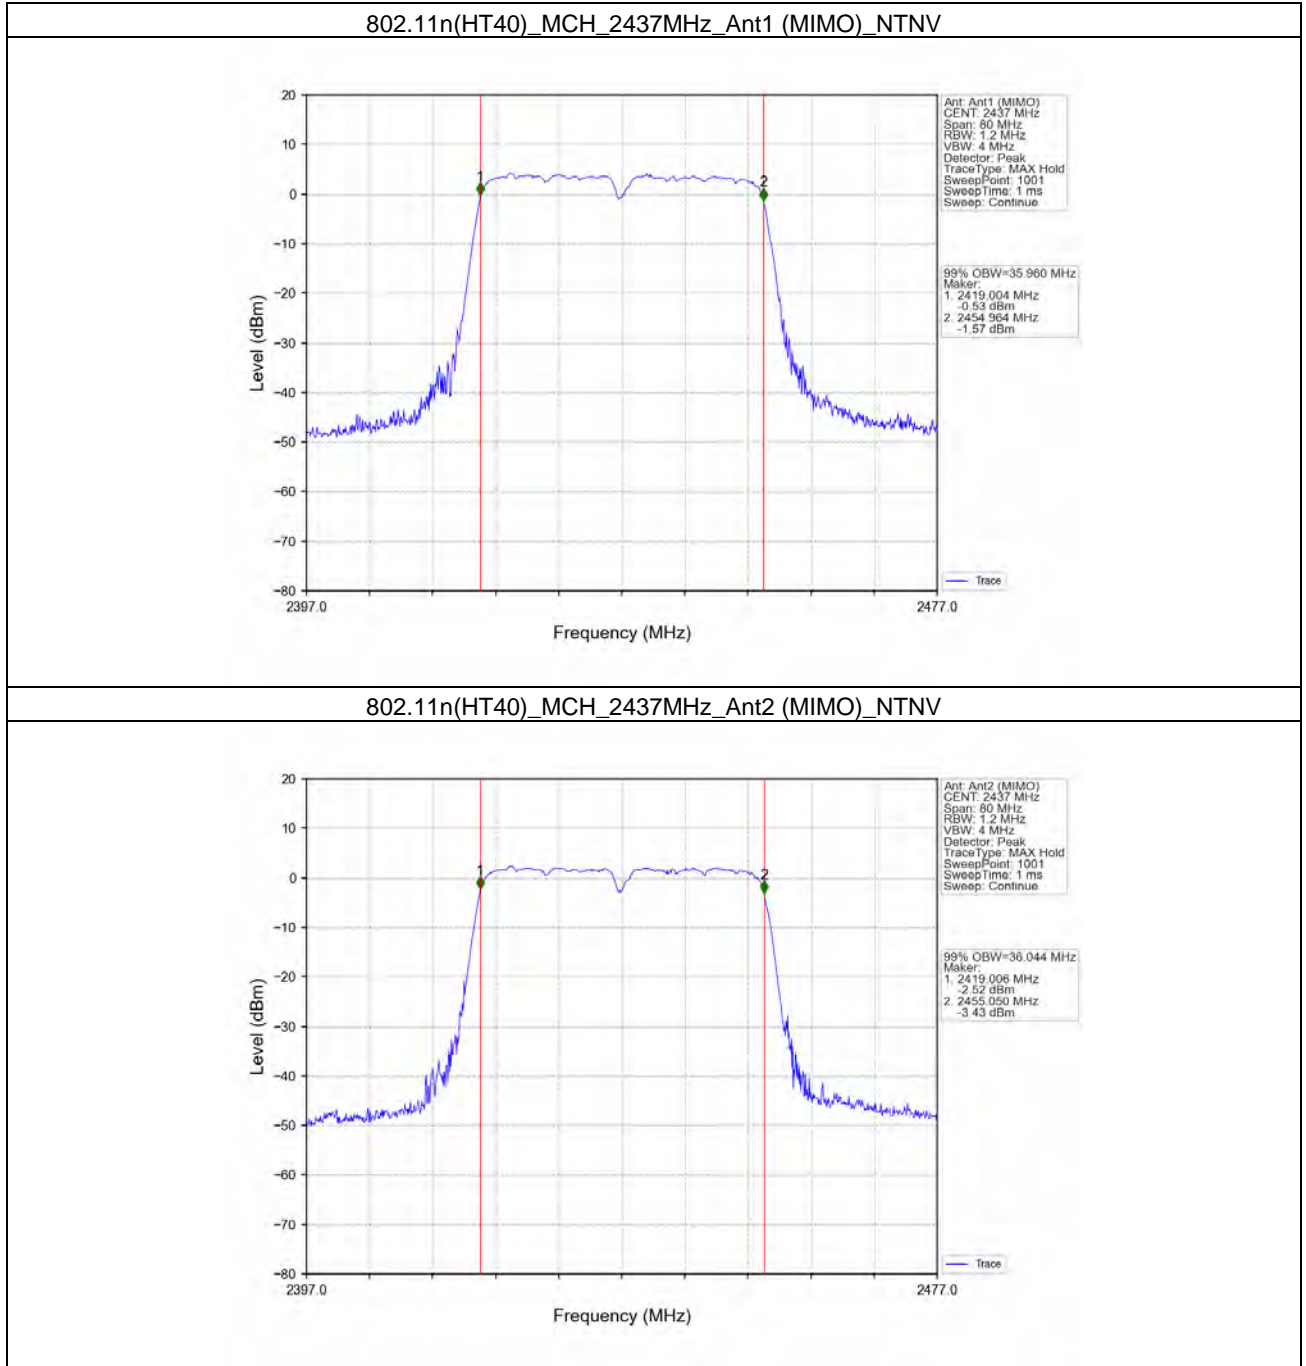 802.11n(HT40)_MCH_2437MHz_Ant1 (MIMO)_NTNV
20
10
0
−10
−20
−30
−40
−50
−60
−70
−80
Level (dBm)
1
2
2397.0
2477.0
Frequency (MHz)
Ant: Ant1 (MIMO)
CENT: 2437 MHz
Span: 80 MHz
RBW: 1.2 MHz
VBW: 4 MHz
Detector: Peak
TraceType: MAX Hold
SweepPoint: 1001
SweepTime: 1 ms
Sweep: Continue
99% OBW=35.960 MHz
Maker:
1. 2419.004 MHz
-0.53 dBm
2. 2454.964 MHz
-1.57 dBm
Trace
802.11n(HT40)_MCH_2437MHz_Ant2 (MIMO)_NTNV
20
10
0
−10
−20
−30
−40
−50
−60
−70
−80
Level (dBm)
1
2
2397.0
2477.0
Frequency (MHz)
Ant: Ant2 (MIMO)
CENT: 2437 MHz
Span: 80 MHz
RBW: 1.2 MHz
VBW: 4 MHz
Detector: Peak
TraceType: MAX Hold
SweepPoint: 1001
SweepTime: 1 ms
Sweep: Continue
99% OBW=36.044 MHz
Maker:
1. 2419.006 MHz
-2.52 dBm
2. 2455.050 MHz
-3.43 dBm
Trace